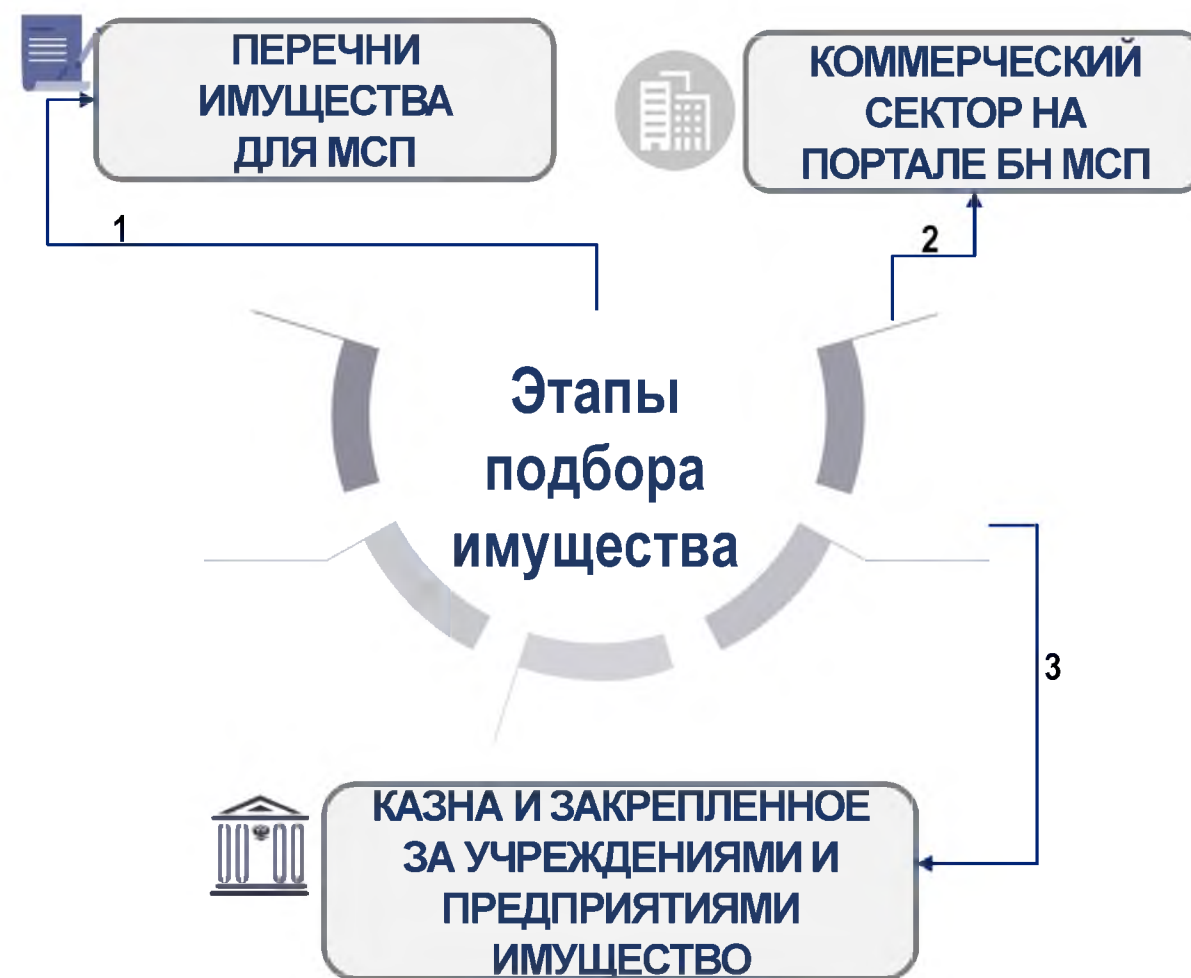 ПЕРЕЧНИ
ИМУЩЕСТВА
ДЛЯ МСП
КОММЕРЧЕСКИЙ
СЕКТОР НА
ПОРТАЛЕ БН МСП
1
2
Этапы
подбора
имущества
3
КАЗНА И ЗАКРЕПЛЕННОЕ
ЗА УЧРЕЖДЕНИЯМИ И
ПРЕДПРИЯТИЯМИ
ИМУЩЕСТВО